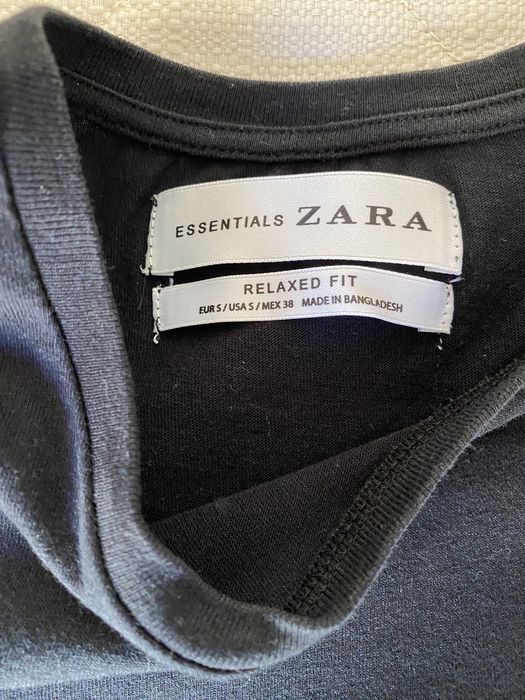 ESSENTIALS ZARA
RELAXED FIT
EUR S / USA S / MEX 38 MADE IN BANGLADESH